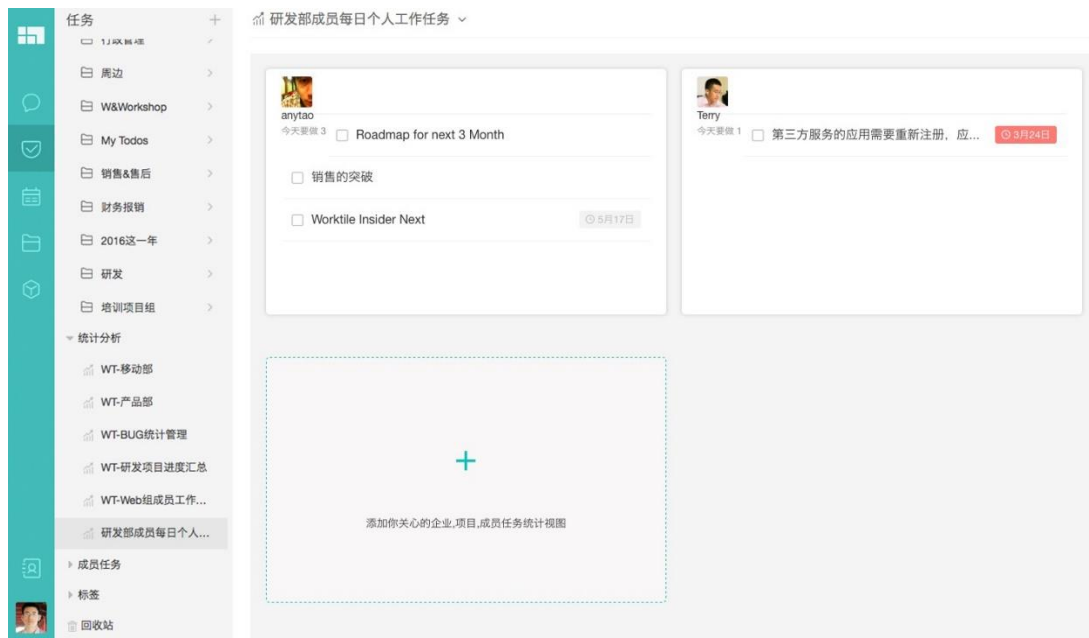 任务
研发部成员每日个人工作任务
行政管理
周边
W&Workshop
My Todos
销售&售后
财务报销
2016这一年
研发
培训项目组
统计分析
WT-移动部
WT-产品部
WT-BUG统计管理
WT-研发项目进度汇总
WT-Web组成员工作...
研发部成员每日个人...
成员任务
标签
回收站
anytao
今天要做 3
Roadmap for next 3 Month
销售的突破
Worktile Insider Next
5月17日
Terry
今天要做 1
第三方服务的应用需要重新注册，应...
3月24日
添加你关心的企业,项目,成员任务统计视图